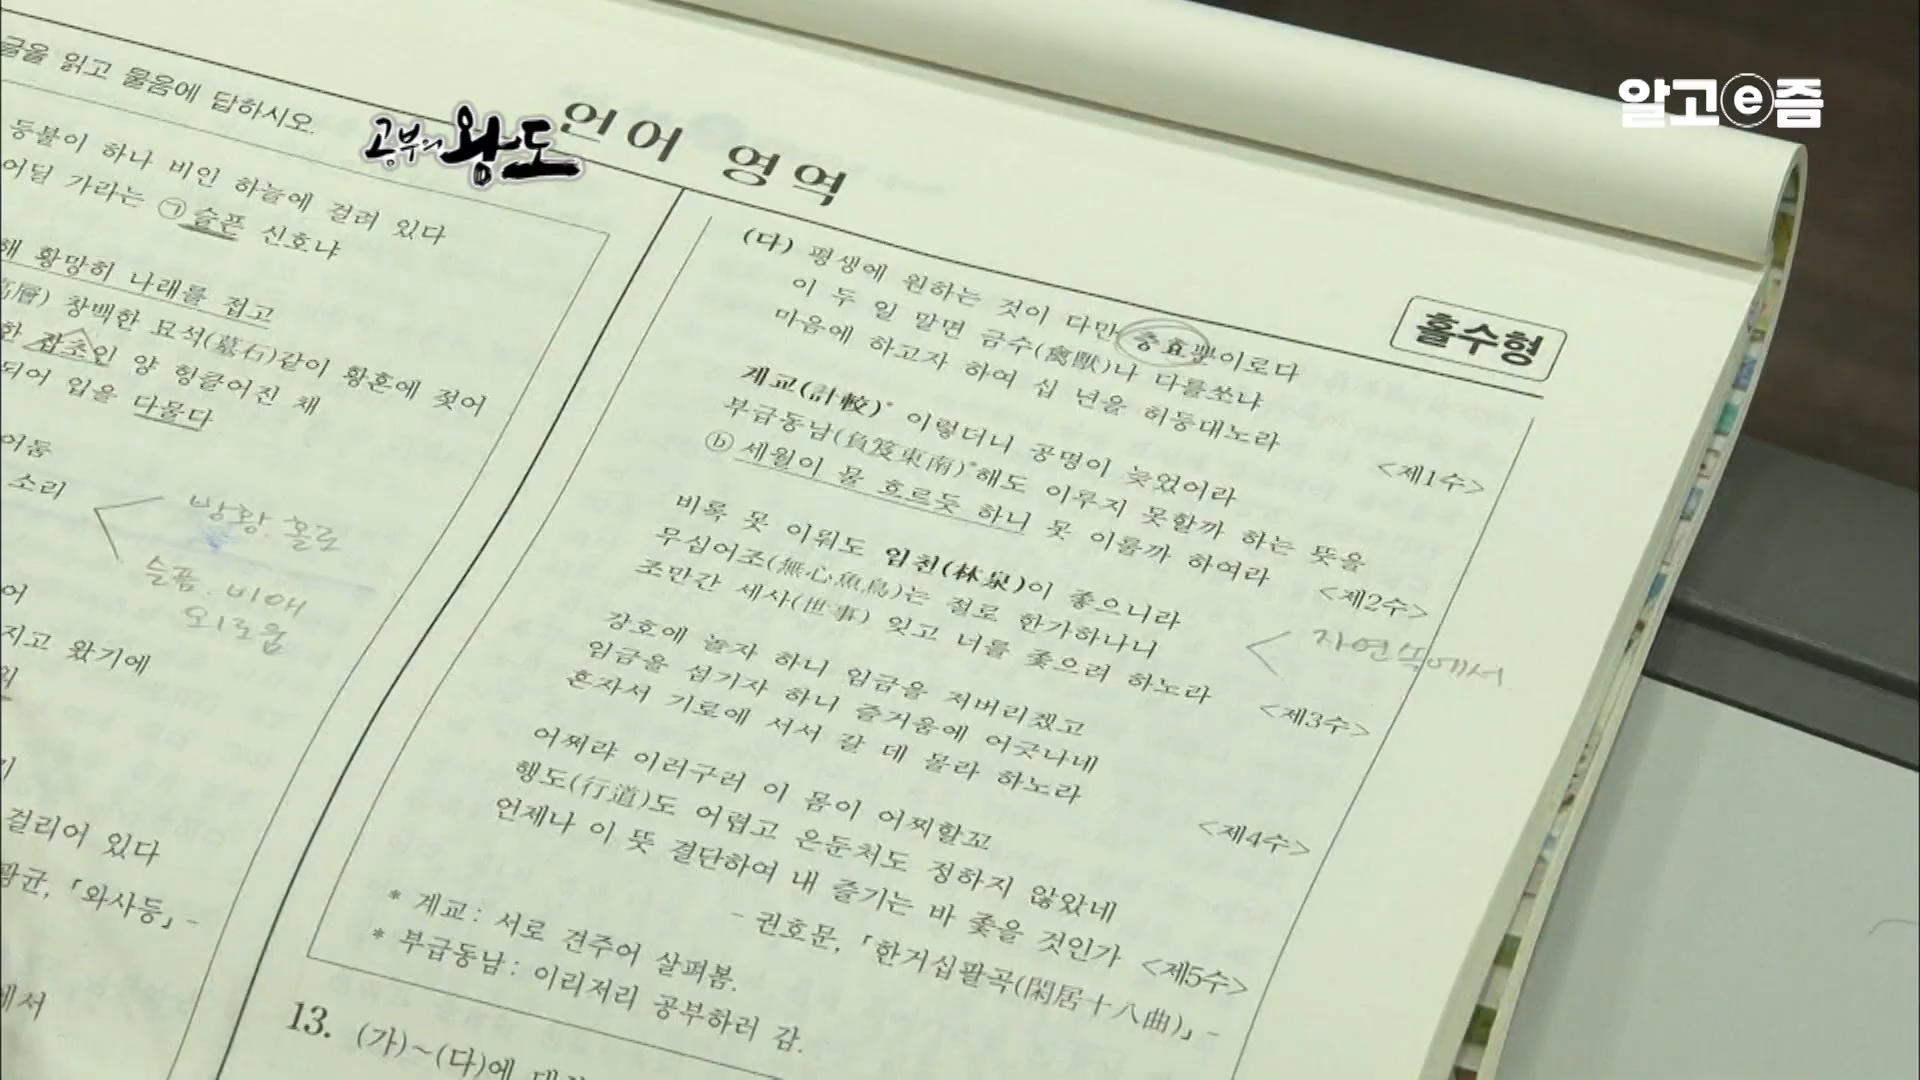 알고e즘
공부의 왕도
언어 영역
홀수형
글을 읽고 물음에 답하시오.
등불이 하나 비인 하늘에 걸려 있다
어딜 가라는 ㉠슬픈 신호냐
해 황망히 나래를 접고
高層) 창백한 묘석(墓石)같이 황혼에 젖어
한 잡초인 양 헝클어진 채
되어 입을 다물다
어둠
소리
방황. 홀로
슬픔. 비애
외로움
어
지고 왔기에
걸리어 있다
광균, 「와사등」 -
에서
(다) 평생에 원하는 것이 다만 충효뿐이로다
이 두 일 말면 금수(禽獸)나 다를쏘냐
마음에 하고자 하여 십 년을 허둥대노라
<제1수>
계교(計較)* 이렇더니 공명이 늦었어라
부급동남(負笈東南)*해도 이루지 못할까 하는 뜻을
ⓑ 세월이 물 흐르듯 하니 못 이룰까 하여라
<제2수>
비록 못 이뤄도 임천(林泉)이 좋으니라
무심어조(無心魚鳥)는 절로 한가하나니
조만간 세사(世事) 잊고 너를 좇으려 하노라
<제3수>
자연속에서
강호에 놀자 하니 임금을 저버리겠고
임금을 섬기자 하니 즐거움에 어긋나네
혼자서 기로에 서서 갈 데 몰라 하노라
<제4수>
어찌랴 이러구러 이 몸이 어찌할꼬
행도(行道)도 어렵고 은둔처도 정하지 않았네
언제나 이 뜻 결단하여 내 즐기는 바 좇을 것인가
<제5수>
- 권호문, 「한거십팔곡(閑居十八曲)」 -
* 계교 : 서로 견주어 살펴봄.
* 부급동남 : 이리저리 공부하러 감.
13. (가)~(다)에